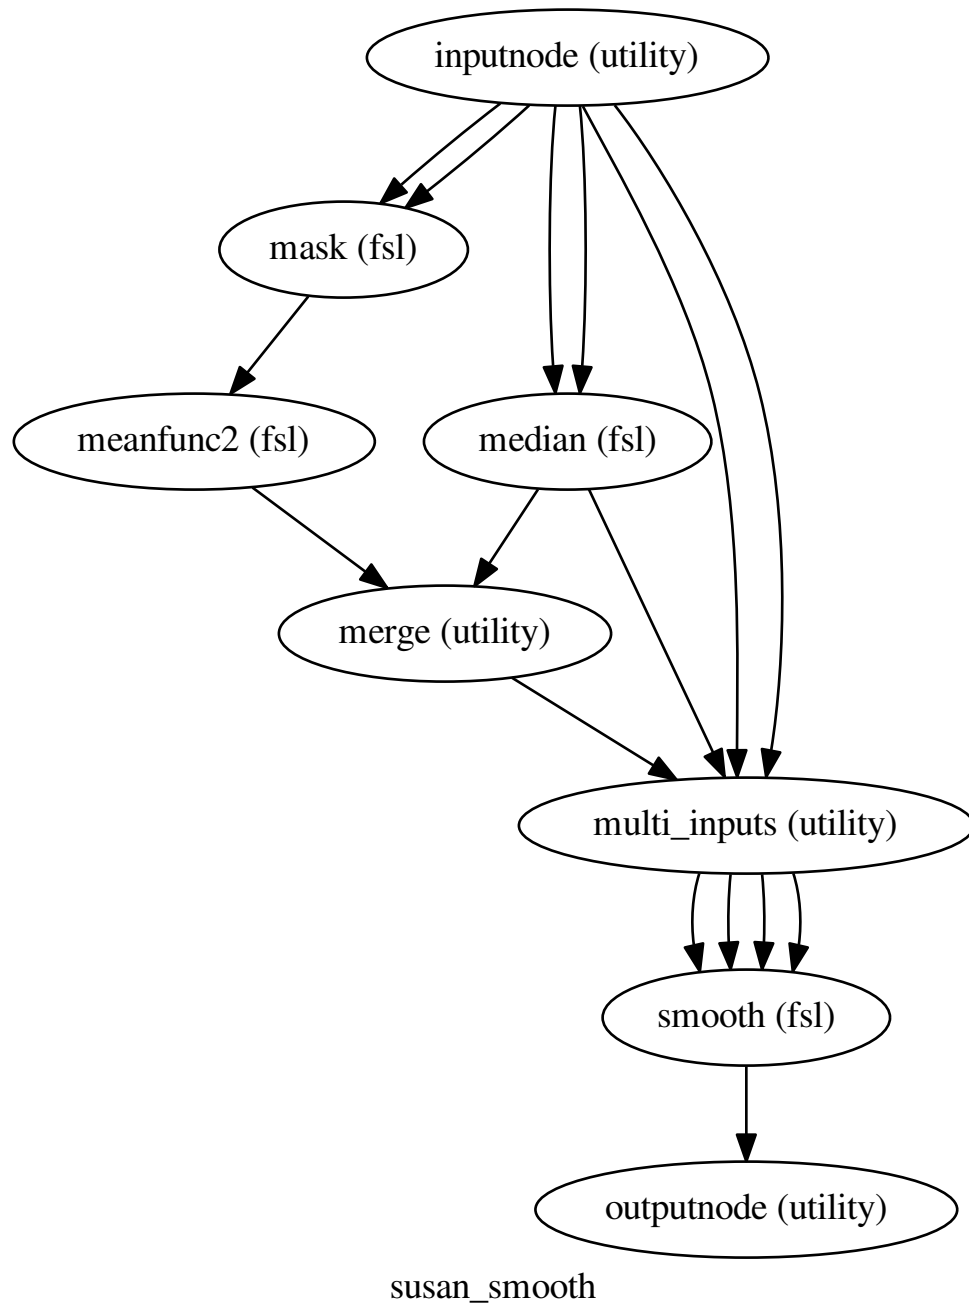 inputnode (utility)
mask (fsl)
meanfunc2 (fsl)
median (fsl)
merge (utility)
multi_inputs (utility)
smooth (fsl)
outputnode (utility)
susan_smooth